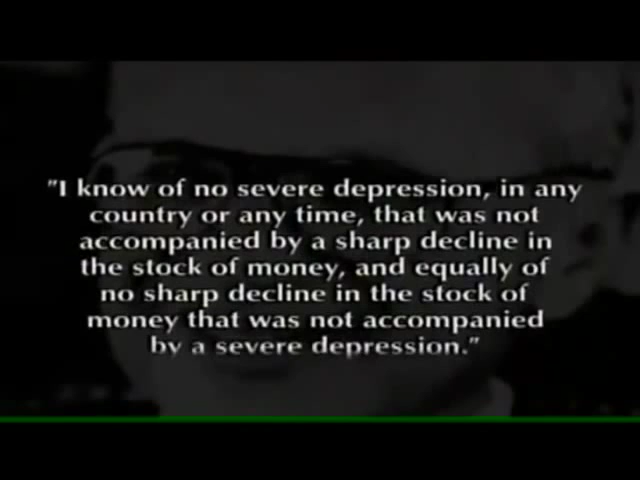 "I know of no severe depression, in any
country or any time, that was not
accompanied by a sharp decline in
the stock of money, and equally of
no sharp decline in the stock of
money that was not accompanied
by a severe depression."